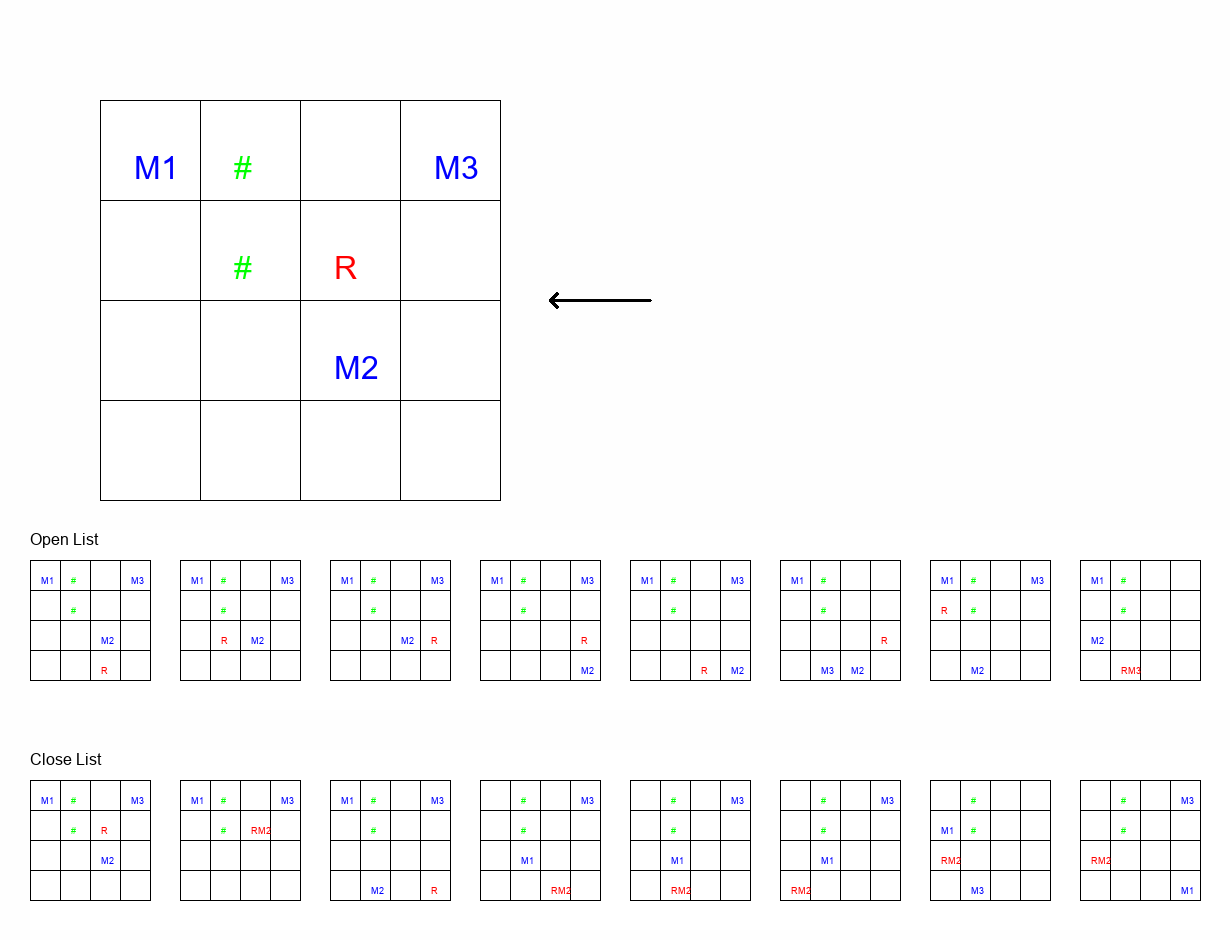 M1 # M3
# R
M2
Open List
M1 # M3 M1 # M3 M1 # M3 M1 # M3 M1 # M3 M1 # M1 # M3 M1 #
# # # # # # R # #
M2 R M2 M2 R R R M2
R M2 R M2 M3 M2 M2 RM3
Close List
M1 # M3 M1 # M3 M1 # M3 # M3 # M3 # M3 # # M3
# R # RM2 # # # # M1 # #
M2 M1 M1 M1 RM2 RM2
M2 R RM2 RM2 RM2 M3 M1